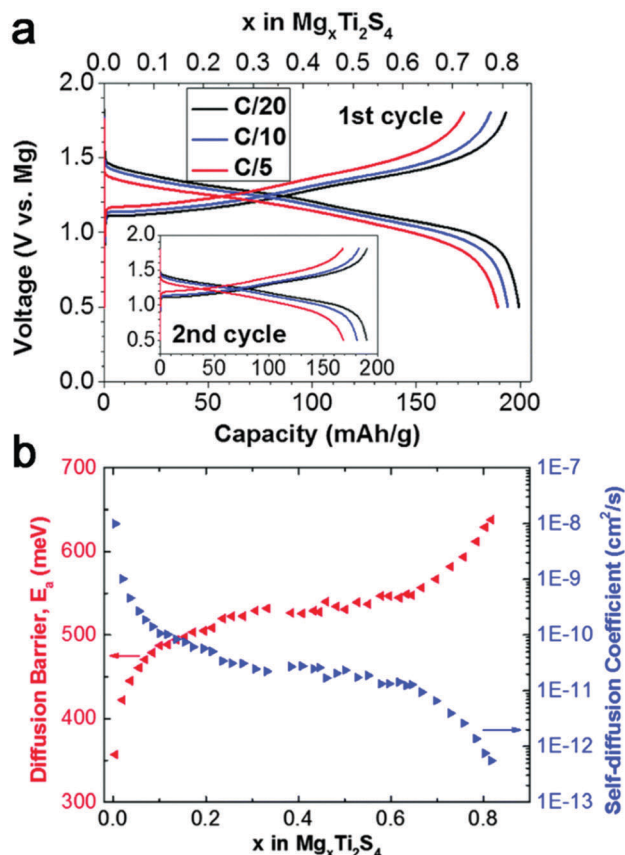 a
x in MgₓTi₂S₄
0.0 0.1 0.2 0.3 0.4 0.5 0.6 0.7 0.8
2.0
1.5
1.0
0.5
0.0
Voltage (V vs. Mg)
C/20
C/10
C/5
1st cycle
2.0
1.5
1.0
0.5
2nd cycle
0 50 100 150 200
0 50 100 150 200
Capacity (mAh/g)
b
700
600
500
400
300
Diffusion Barrier, Eₐ (meV)
1E-7
1E-8
1E-9
1E-10
1E-11
1E-12
1E-13
Self-diffusion Coefficient (cm²/s)
0.0 0.2 0.4 0.6 0.8
x in MgₓTi₂S₄